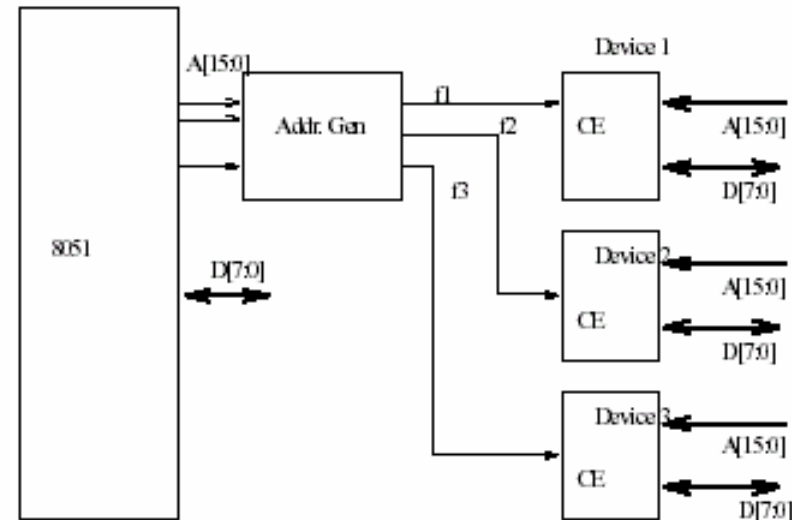 Device 1
A[15:0]
f1
Addr. Gen
f2
CE
A[15:0]
D[7:0]
f3
8051
D[7:0]
Device 2
A[15:0]
CE
D[7:0]
Device 3
A[15:0]
CE
D[7:0]